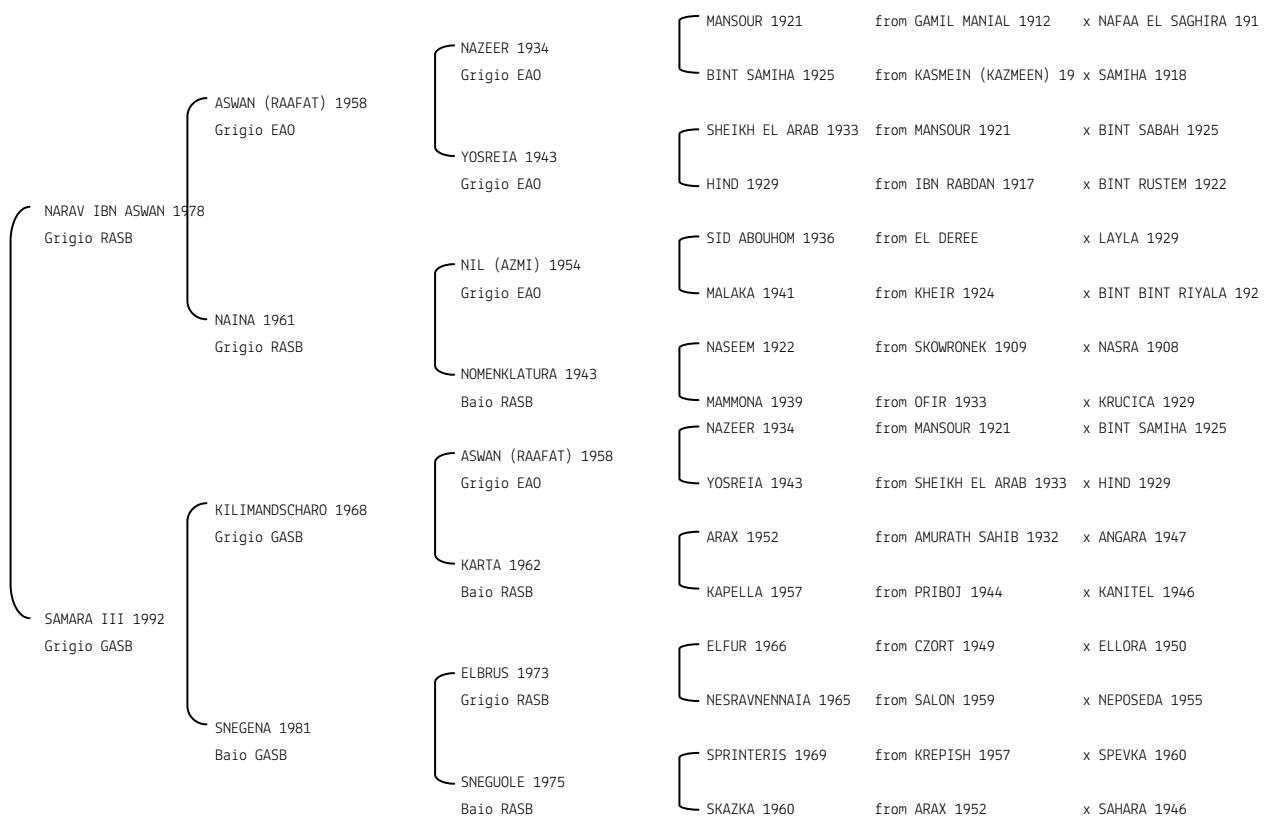 MANSOUR 1921 from GAMIL MANIAL 1912 x NAFAA EL SAGHIRA 191
NAZEER 1934
Grigio EAO BINT SAMIHA 1925 from KASMEIN (KAZMEEN) 19 x SAMIHA 1918
ASWAN (RAAFAT) 1958
Grigio EAO SHEIKH EL ARAB 1933 from MANSOUR 1921 x BINT SABAH 1925
YOSREIA 1943
Grigio EAO HIND 1929 from IBN RABDAN 1917 x BINT RUSTEM 1922
NARAV IBN ASWAN 1978
Grigio RASB SID ABOUHOM 1936 from EL DEREE x LAYLA 1929
NIL (AZMI) 1954
Grigio EAO MALAKA 1941 from KHEIR 1924 x BINT BINT RIYALA 192
NAINA 1961
Grigio RASB NASEEM 1922 from SKOWRONEK 1909 x NASRA 1908
NOMENKLATURA 1943
Baio RASB MAMMONA 1939 from OFIR 1933 x KRUCICA 1929
NAZEER 1934 from MANSOUR 1921 x BINT SAMIHA 1925
ASWAN (RAAFAT) 1958
Grigio EAO YOSREIA 1943 from SHEIKH EL ARAB 1933 x HIND 1929
KILIMANDSCHARO 1968
Grigio GASB ARAX 1952 from AMURATH SAHIB 1932 x ANGARA 1947
KARTA 1962
Baio RASB KAPELLA 1957 from PRIBOJ 1944 x KANITEL 1946
SAMARA III 1992
Grigio GASB ELFUR 1966 from CZORT 1949 x ELLORA 1950
ELBRUS 1973
Grigio RASB NESRAVNENNAIA 1965 from SALON 1959 x NEPOSEDA 1955
SNEGENA 1981
Baio GASB SPRINTERIS 1969 from KREPISH 1957 x SPEVKA 1960
SNEGUOLE 1975
Baio RASB SKAZKA 1960 from ARAX 1952 x SAHARA 1946